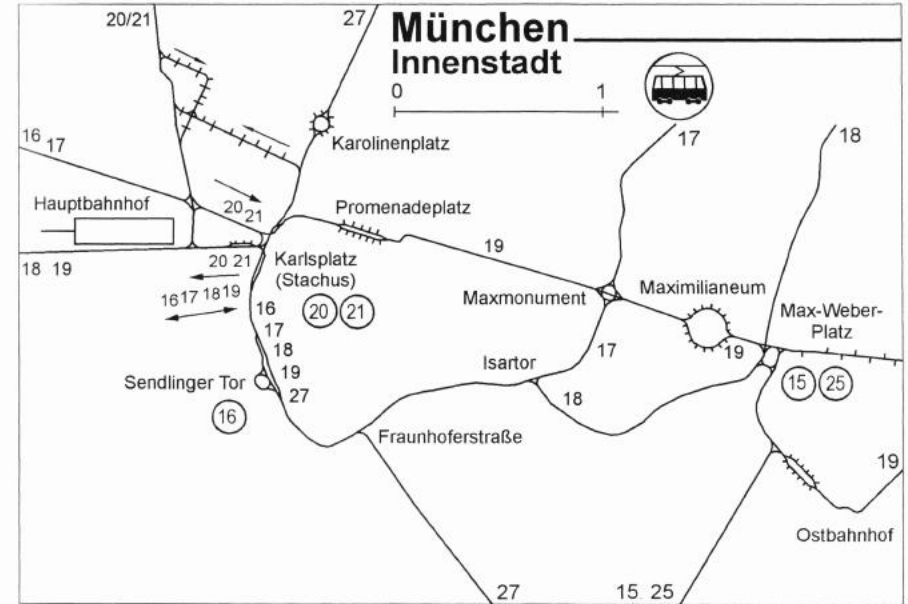 20/21
27
München
Innenstadt
0 1
Karolinenplatz
17
18
16 17
Hauptbahnhof
20 21
Promenadeplatz
19
18 19
20 21
Karlsplatz
(Stachus)
20 21
16 17 18 19
16
17
18
19
27
Maxmonument
Maximilianeum
Max-Weber-
Platz
19
15 25
17
Isartor
18
Sendlinger Tor
16
Fraunhoferstraße
19
Ostbahnhof
27
15 25